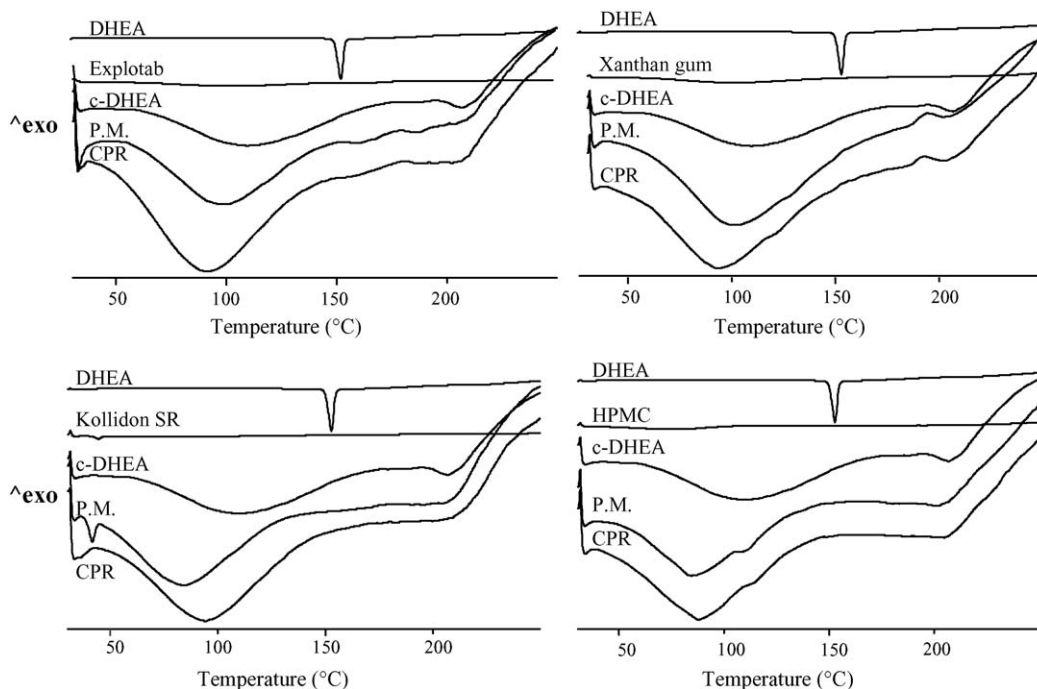 DHEA
Explotab
c-DHEA
P.M.
CPR
^exo
50 100 150 200
Temperature (°C)
DHEA
Xanthan gum
c-DHEA
P.M.
CPR
50 100 150 200
Temperature (°C)
DHEA
Kollidon SR
c-DHEA
P.M.
CPR
^exo
50 100 150 200
Temperature (°C)
DHEA
HPMC
c-DHEA
P.M.
CPR
50 100 150 200
Temperature (°C)